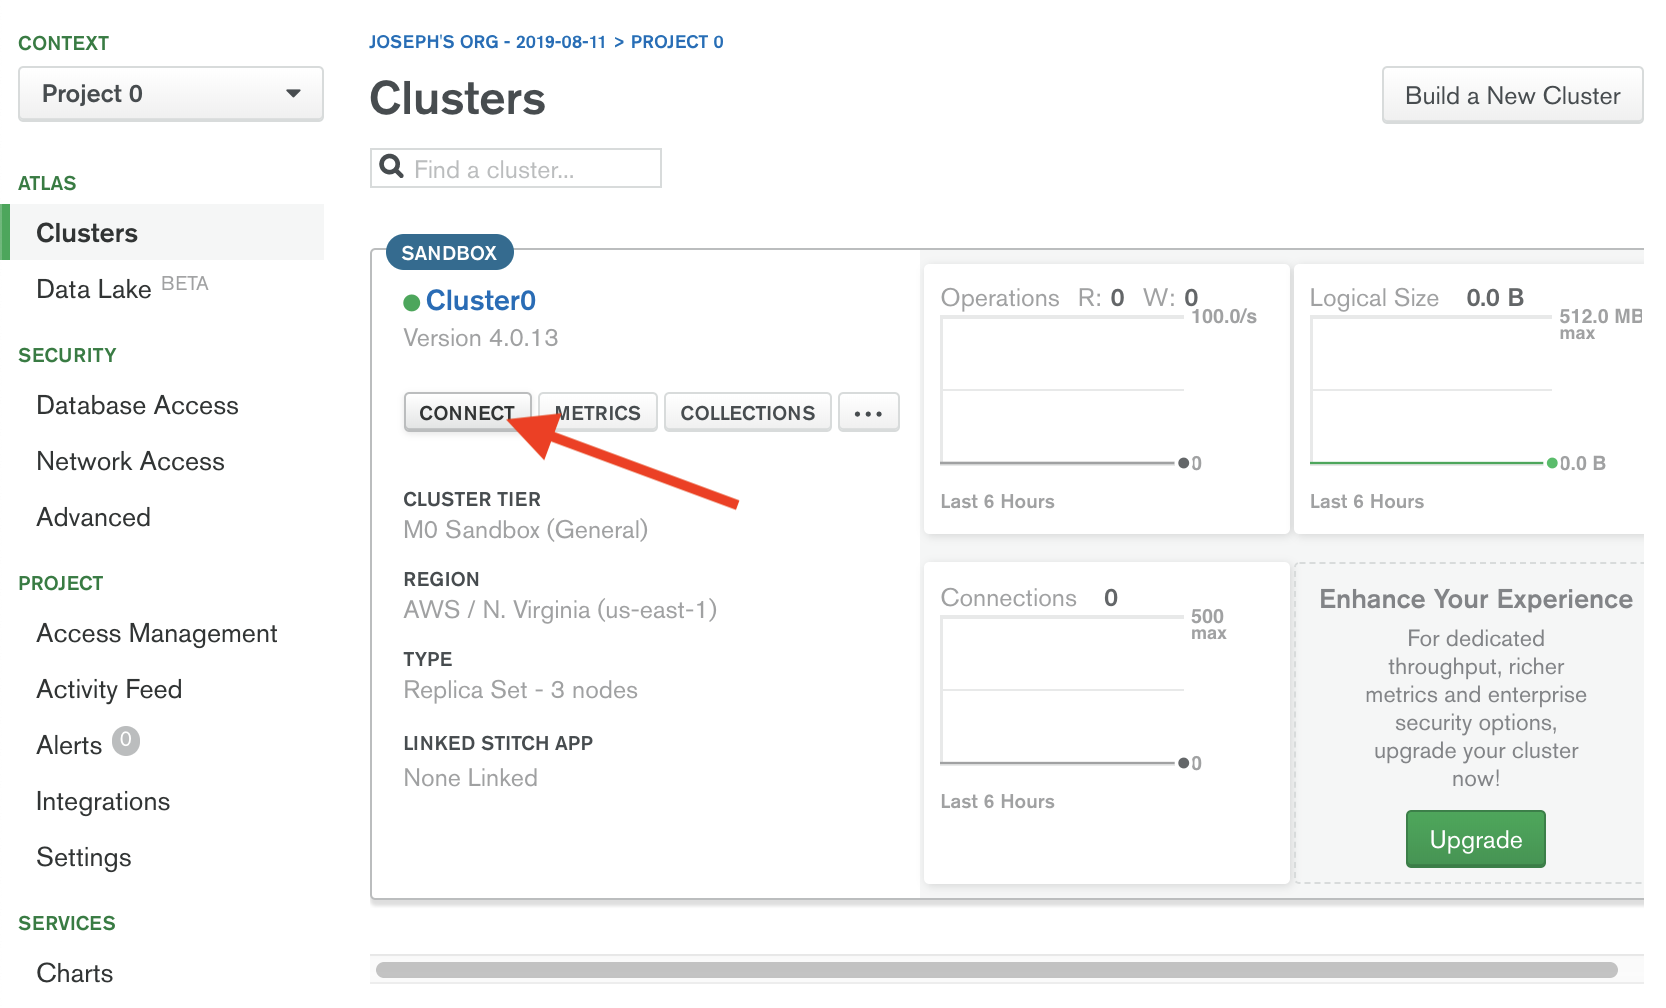 CONTEXT
Project 0
ATLAS
Clusters
Data Lake BETA
SECURITY
Database Access
Network Access
Advanced
PROJECT
Access Management
Activity Feed
Alerts 0
Integrations
Settings
SERVICES
Charts
JOSEPH'S ORG - 2019-08-11 > PROJECT 0
Clusters
Build a New Cluster
Find a cluster...
SANDBOX
Cluster0
Version 4.0.13
CONNECT METRICS COLLECTIONS ...
CLUSTER TIER
M0 Sandbox (General)
REGION
AWS / N. Virginia (us-east-1)
TYPE
Replica Set - 3 nodes
LINKED STITCH APP
None Linked
Operations R: 0 W: 0
100.0/s
0
Last 6 Hours
Logical Size 0.0 B
512.0 MB
max
0.0 B
Last 6 Hours
Connections 0
500
max
0
Last 6 Hours
Enhance Your Experience
For dedicated
throughput, richer
metrics and enterprise
security options,
upgrade your cluster
now!
Upgrade